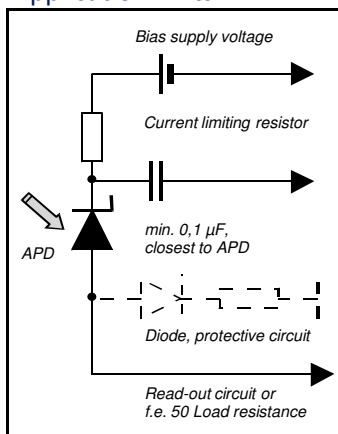 Bias supply voltage
Current limiting resistor
min. 0,1 µF,
closest to APD
APD
Diode, protective circuit
Read-out circuit or
f.e. 50 Load resistance